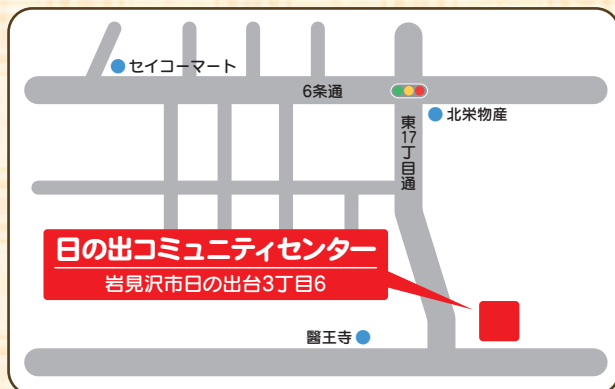 セイコーマート
6条通
北栄物産
東17丁目通
日の出コミュニティセンター
岩見沢市日の出台3丁目6
醫王寺